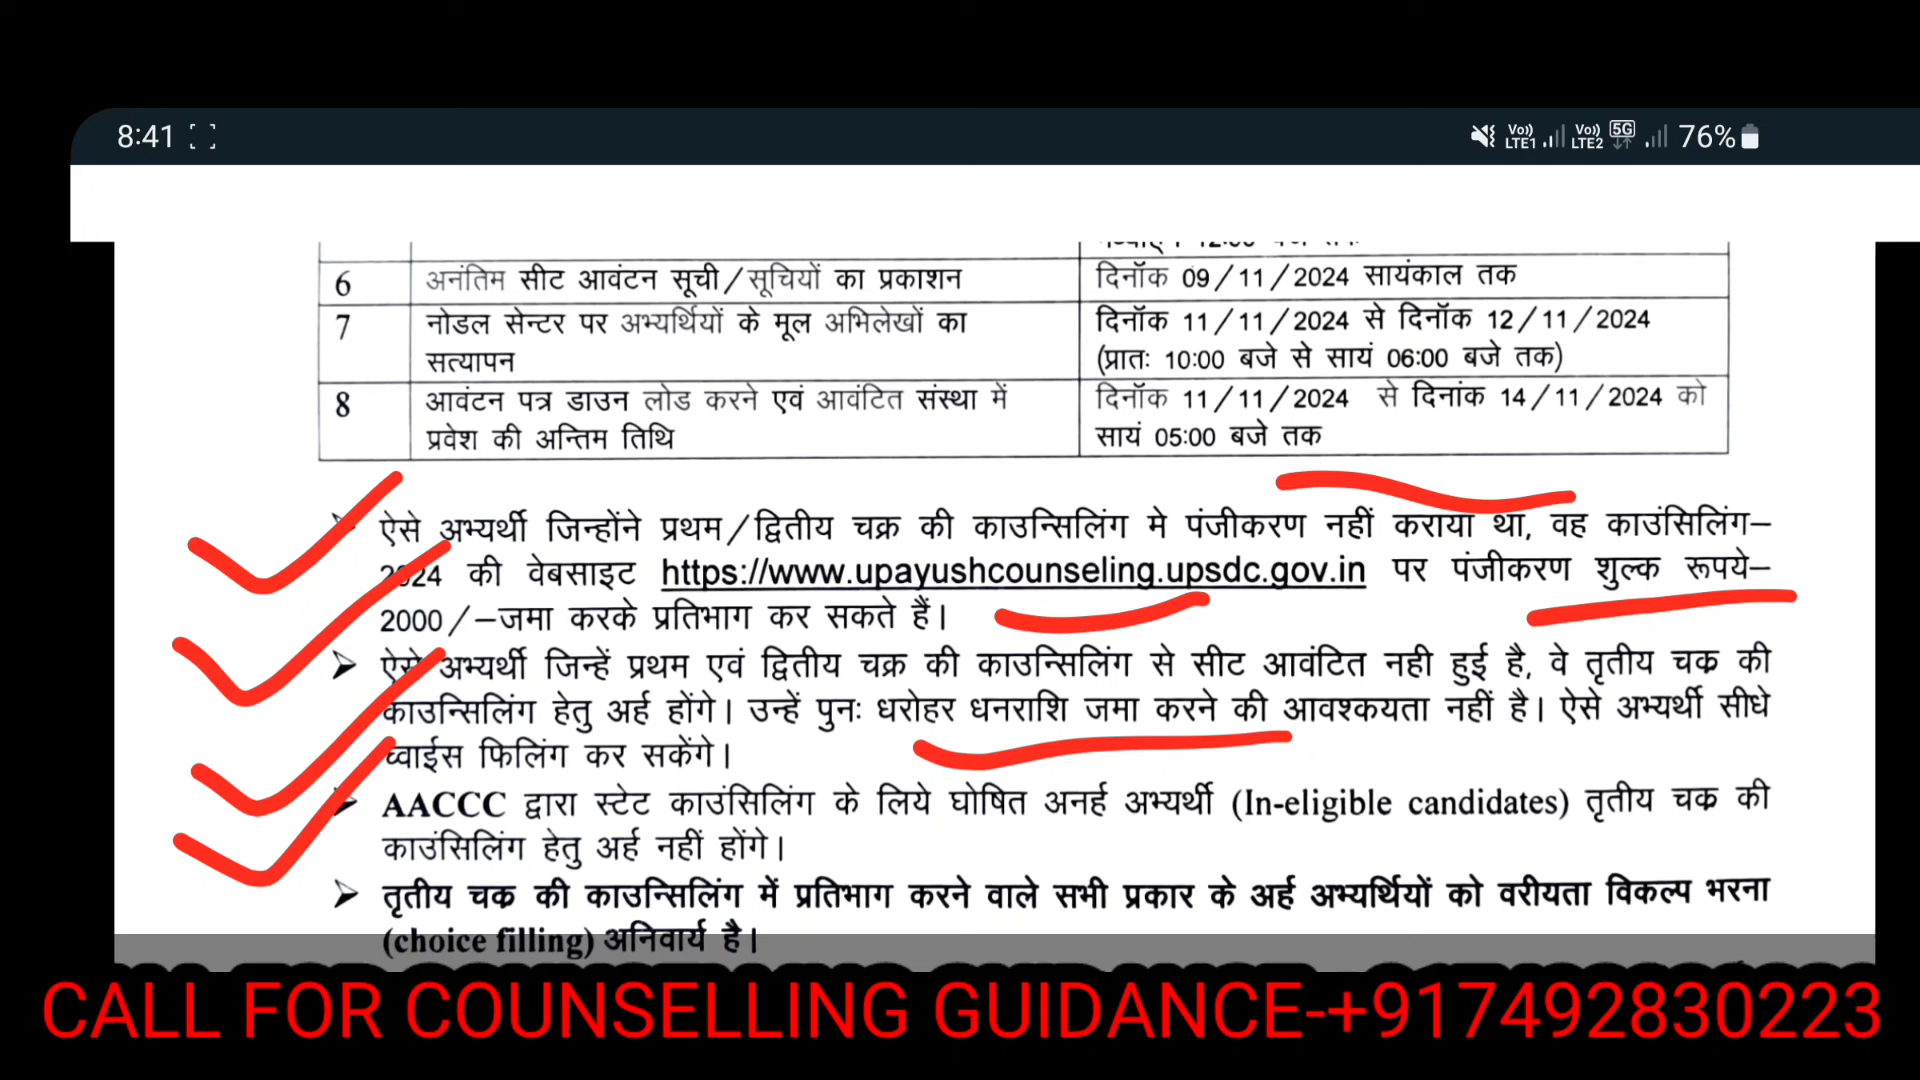 8:41
Vo)) LTE1 Vo)) LTE2 5G 76%
6 अनंतिम सीट आवंटन सूची/सूचियों का प्रकाशन दिनॉक 09/11/2024 सायंकाल तक
7 नोडल सेन्टर पर अभ्यर्थियों के मूल अभिलेखों का सत्यापन दिनॉक 11/11/2024 से दिनॉक 12/11/2024
(प्रातः 10:00 बजे से सायं 06:00 बजे तक)
8 आवंटन पत्र डाउन लोड करने एवं आवंटित संस्था में प्रवेश की अन्तिम तिथि दिनॉक 11/11/2024 से दिनांक 14/11/2024 को
सायं 05:00 बजे तक
➢ ऐसे अभ्यर्थी जिन्होंने प्रथम/द्वितीय चक्र की काउन्सिलिंग मे पंजीकरण नहीं कराया था, वह काउंसिलिंग–
2024 की वेबसाइट https://www.upayushcounseling.upsdc.gov.in पर पंजीकरण शुल्क रूपये–
2000/–जमा करके प्रतिभाग कर सकते हैं।
➢ ऐसे अभ्यर्थी जिन्हें प्रथम एवं द्वितीय चक्र की काउन्सिलिंग से सीट आवंटित नही हुई है, वे तृतीय चक्र की
काउन्सिलिंग हेतु अर्ह होंगे। उन्हें पुनः धरोहर धनराशि जमा करने की आवश्कयता नहीं है। ऐसे अभ्यर्थी सीधे
च्वाईस फिलिंग कर सकेंगे।
➢ AACCC द्वारा स्टेट काउंसिलिंग के लिये घोषित अनर्ह अभ्यर्थी (In-eligible candidates) तृतीय चक्र की
काउंसिलिंग हेतु अर्ह नहीं होंगे।
➢ तृतीय चक्र की काउन्सिलिंग में प्रतिभाग करने वाले सभी प्रकार के अर्ह अभ्यर्थियों को वरीयता विकल्प भरना
(choice filling) अनिवार्य है।
CALL FOR COUNSELLING GUIDANCE-+917492830223